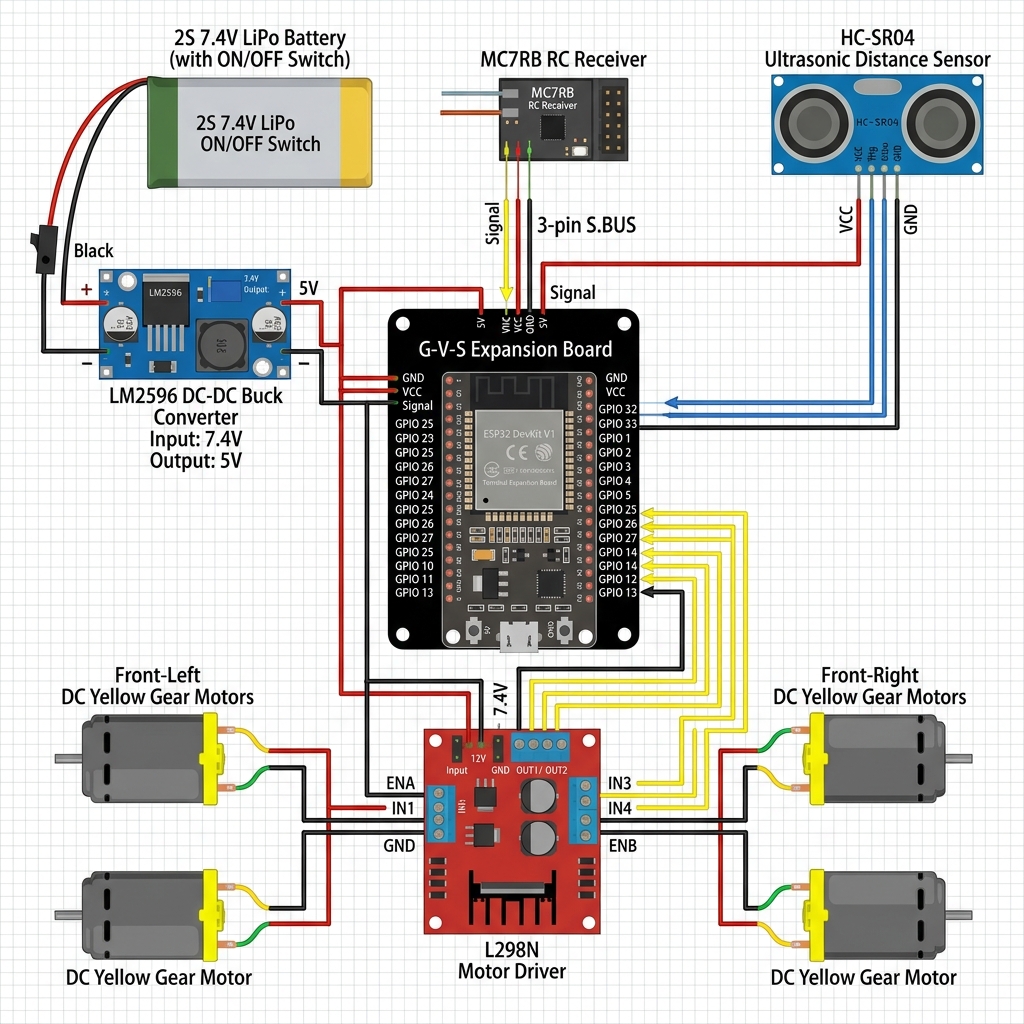 2S 7.4V LiPo Battery
(with ON/OFF Switch)
2S 7.4V LiPo
ON/OFF Switch
MC7RB RC Receiver
MC7RB
HC-SR04
Ultrasonic Distance Sensor
HC-SR04
VCC
GND
Signal
3-pin S.BUS
Signal
Black
+
−
LM2596
7.4V
Output:
5V
−
LM2596 DC-DC Buck
Converter
Input: 7.4V
Output: 5V
5V
VCC
5V
G-V-S Expansion Board
GND
VCC
Signal
GPIO 25
GPIO 23
GPIO 25
GPIO 26
GPIO 27
GPIO 24
GPIO 25
GPIO 26
GPIO 27
GPIO 25
GPIO 10
GPIO 11
GPIO 13
ESP32 DevKit V1
CE
Expansion Board
GND
VCC
GPIO 32
GPIO 33
GPIO 1
GPIO 2
GPIO 3
GPIO 4
GPIO 5
GPIO 25
GPIO 26
GPIO 27
GPIO 14
GPIO 14
GPIO 12
GPIO 13
Front-Left
DC Yellow Gear Motors
Front-Right
DC Yellow Gear Motors
7.4V
12V
Input
GND
OUT1/ OUT2
ENA
IN1
GND
IN3
IN4
ENB
L298N
Motor Driver
DC Yellow Gear Motor
DC Yellow Gear Motor